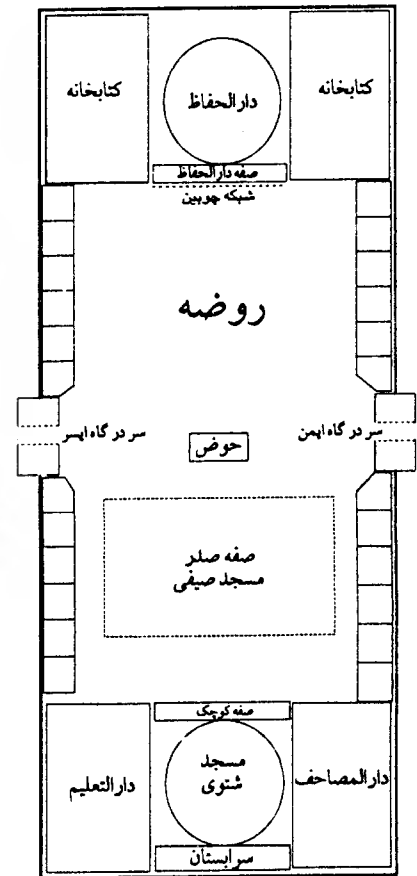 کتابخانه
دارالحفاظ
کتابخانه
صفه دارالحفاظ
شبکه چوبین
روضه
سر در گاه ایمن
سر در گاه ایسر
حوض
صفه صدر
مسجد صیفی
صفه کوچک
دارالمصاحف
مسجد
شتوی
دارالتعلیم
سرابستان